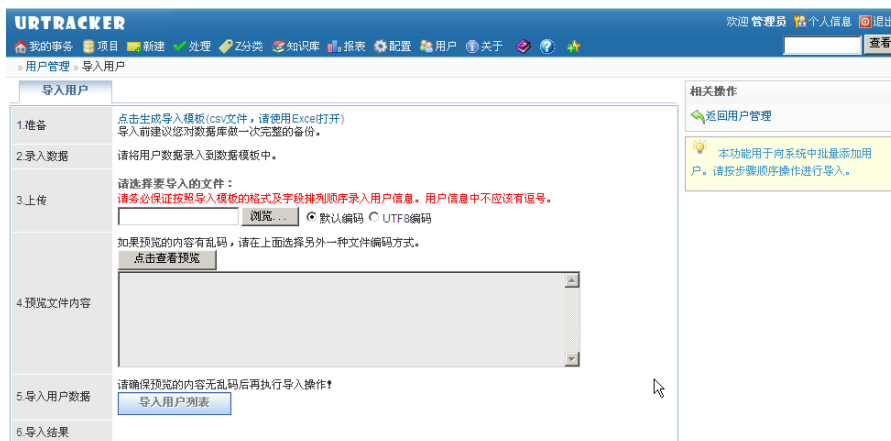 URTRACKER
欢迎 管理员 个人信息 退出
我的事务 项目 新建 处理 Z分类 知识库 报表 配置 用户 关于
查看
» 用户管理 » 导入用户
导入用户
1.准备
点击生成导入模板(csv文件，请使用Excel打开)
导入前建议您对数据库做一次完整的备份。
2.录入数据
请将用户数据录入到数据模板中。
3.上传
请选择要导入的文件：
请务必保证按照导入模板的格式及字段排列顺序录入用户信息。用户信息中不应该有逗号。
浏览... 默认编码 UTF8编码
4.预览文件内容
如果预览的内容有乱码，请在上面选择另外一种文件编码方式。
点击查看预览
5.导入用户数据
请确保预览的内容无乱码后再执行导入操作！
导入用户列表
6.导入结果
相关操作
返回用户管理
本功能用于向系统中批量添加用
户。请按步骤顺序操作进行导入。